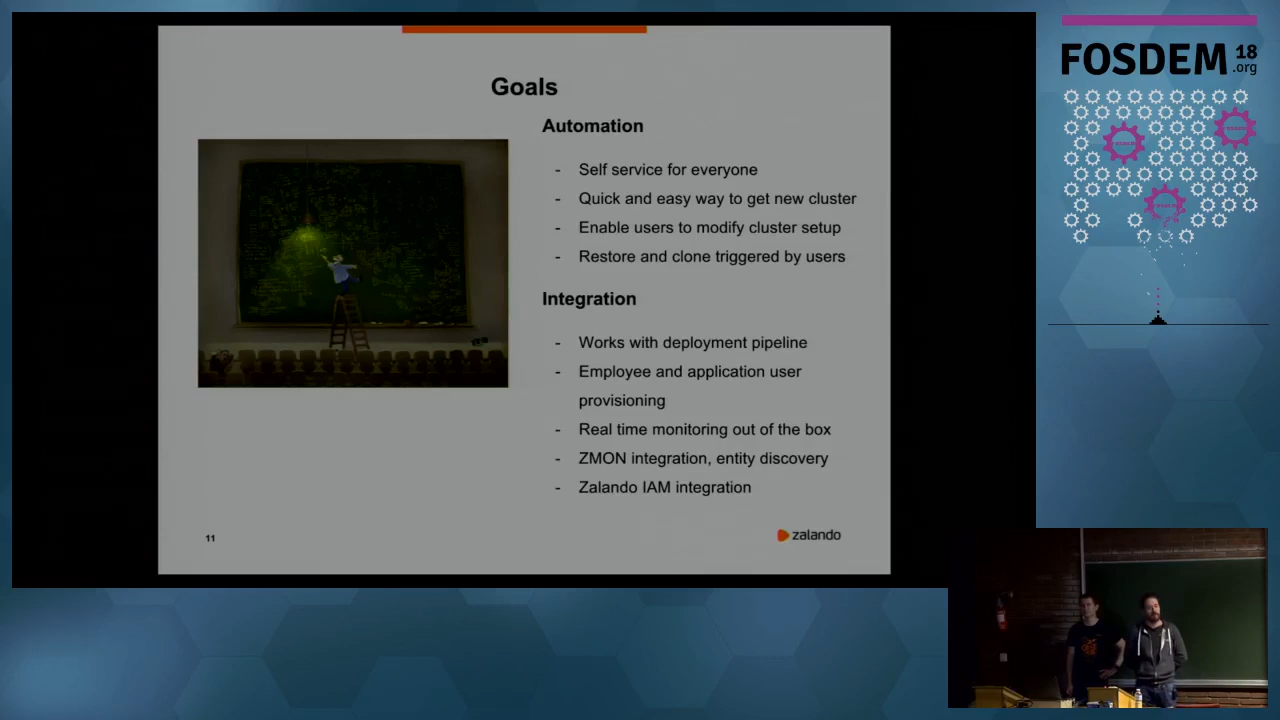 Goals
Automation
- Self service for everyone
- Quick and easy way to get new cluster
- Enable users to modify cluster setup
- Restore and clone triggered by users
Integration
- Works with deployment pipeline
- Employee and application user
provisioning
- Real time monitoring out of the box
- ZMON integration, entity discovery
- Zalando IAM integration
11
zalando
FOSDEM 18
.org